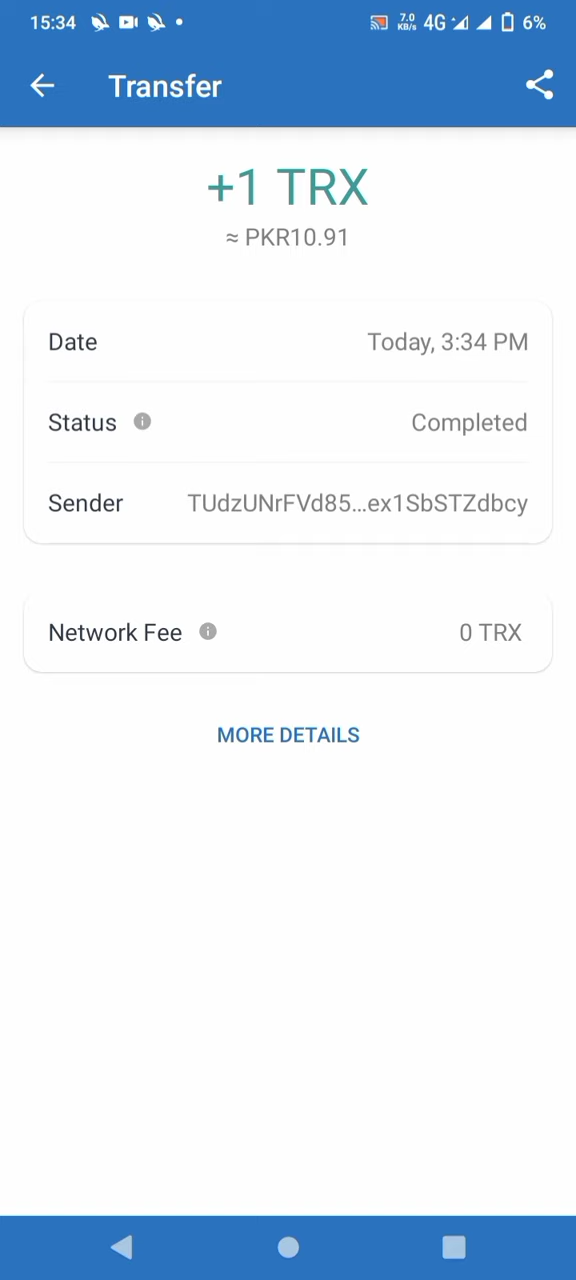 15:34 7.0 KB/s 4G 6%
Transfer
+1 TRX
≈ PKR10.91
Date Today, 3:34 PM
Status Completed
Sender TUdzUNrFVd85...ex1SbSTZdbcy
Network Fee 0 TRX
MORE DETAILS